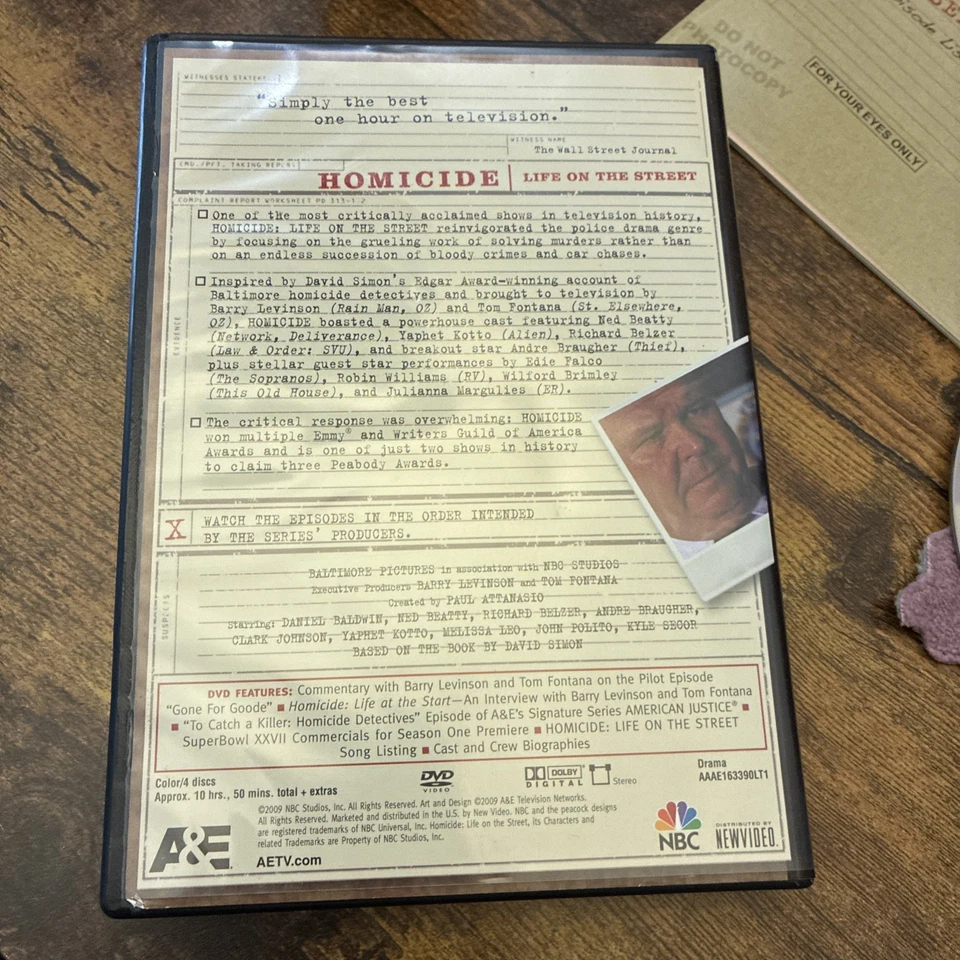 DO NOT
PHOTOCOPY
FOR YOUR EYES ONLY
"Simply the best
one hour on television."
WITNESS NAME
The Wall Street Journal
HOMICIDE | LIFE ON THE STREET
COMPLAINT REPORT WORKSHEET PD 313-1.2
One of the most critically acclaimed shows in television history,
HOMICIDE: LIFE ON THE STREET reinvigorated the police drama genre
by focusing on the grueling work of solving murders rather than
on an endless succession of bloody crimes and car chases.
Inspired by David Simon's Edgar Award-winning account of
Baltimore homicide detectives and brought to television by
Barry Levinson (Rain Man, OZ) and Tom Fontana (St. Elsewhere,
OZ), HOMICIDE boasted a powerhouse cast featuring Ned Beatty
(Network, Deliverance), Yaphet Kotto (Alien), Richard Belzer
(Law & Order: SVU), and breakout star Andre Braugher (Thief),
plus stellar guest star performances by Edie Falco
(The Sopranos), Robin Williams (RV), Wilford Brimley
(This Old House), and Julianna Margulies (ER).
EVIDENCE
The critical response was overwhelming: HOMICIDE
won multiple Emmy® and Writers Guild of America
Awards and is one of just two shows in history
to claim three Peabody Awards.
X
WATCH THE EPISODES IN THE ORDER INTENDED
BY THE SERIES' PRODUCERS.
SUSPECTS
BALTIMORE PICTURES in association with NBC STUDIOS
Executive Producers BARRY LEVINSON and TOM FONTANA
Created by PAUL ATTANASIO
Starring: DANIEL BALDWIN, NED BEATTY, RICHARD BELZER, ANDRE BRAUGHER,
CLARK JOHNSON, YAPHET KOTTO, MELISSA LEO, JOHN POLITO, KYLE SECOR
BASED ON THE BOOK BY DAVID SIMON
DVD FEATURES: Commentary with Barry Levinson and Tom Fontana on the Pilot Episode
"Gone For Goode" ■ Homicide: Life at the Start—An Interview with Barry Levinson and Tom Fontana
■ "To Catch a Killer: Homicide Detectives" Episode of A&E's Signature Series AMERICAN JUSTICE® ■
SuperBowl XXVII Commercials for Season One Premiere ■ HOMICIDE: LIFE ON THE STREET
Song Listing ■ Cast and Crew Biographies
Color/4 discs
Approx. 10 hrs., 50 mins. total + extras
DVD
VIDEO
DOLBY
DIGITAL
Stereo
Drama
AAAE163390LT1
©2009 NBC Studios, Inc. All Rights Reserved. Art and Design ©2009 A&E Television Networks.
All Rights Reserved. Marketed and distributed in the U.S. by New Video. NBC and the peacock designs
are registered trademarks of NBC Universal, Inc. Homicide: Life on the Street, its Characters and
related Trademarks are Property of NBC Studios, Inc.
A&E
AETV.com
NBC
DISTRIBUTED BY
NEWVIDEO